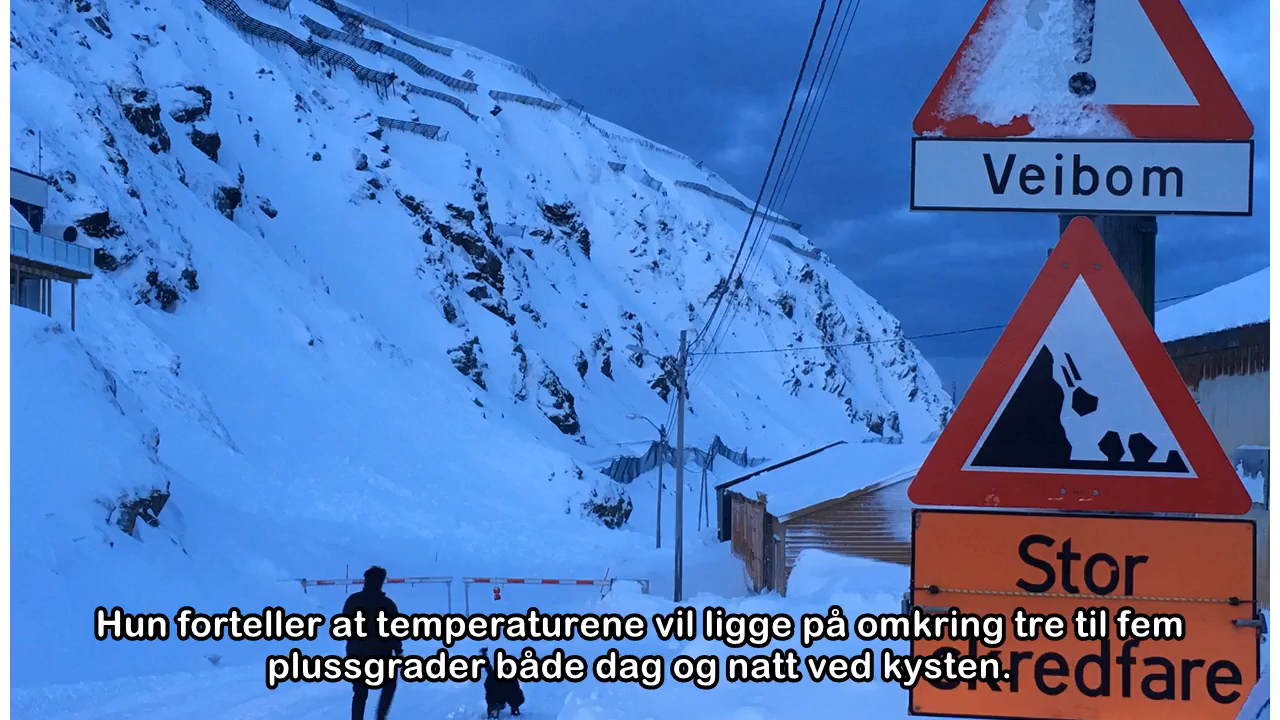 Veibom
Stor
skredfare
Hun forteller at temperaturene vil ligge på omkring tre til fem
plussgrader både dag og natt ved kysten.